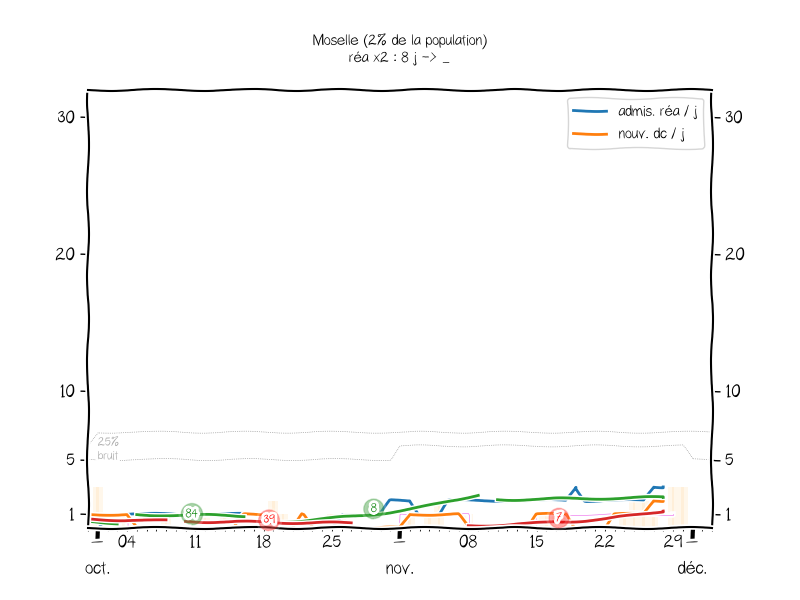 Moselle (2% de la population)
réa x2 : 8 j -> _
admis. réa / j
nouv. dc / j
30
30
20
20
10
10
25%
bruit
5
5
84
39
8
7
1
1
04
11
18
25
08
15
22
29
oct.
nov.
déc.